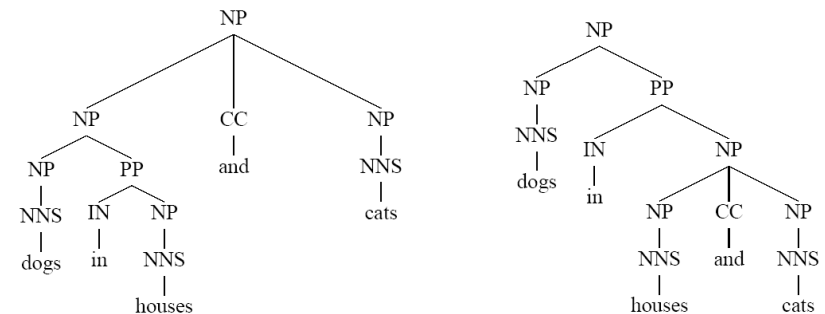 NP
NP CC NP
NP PP and NNS
NNS IN NP cats
dogs in NNS
houses
NP
NP PP
NNS
IN NP
dogs
in
NP CC NP
NNS and NNS
houses cats